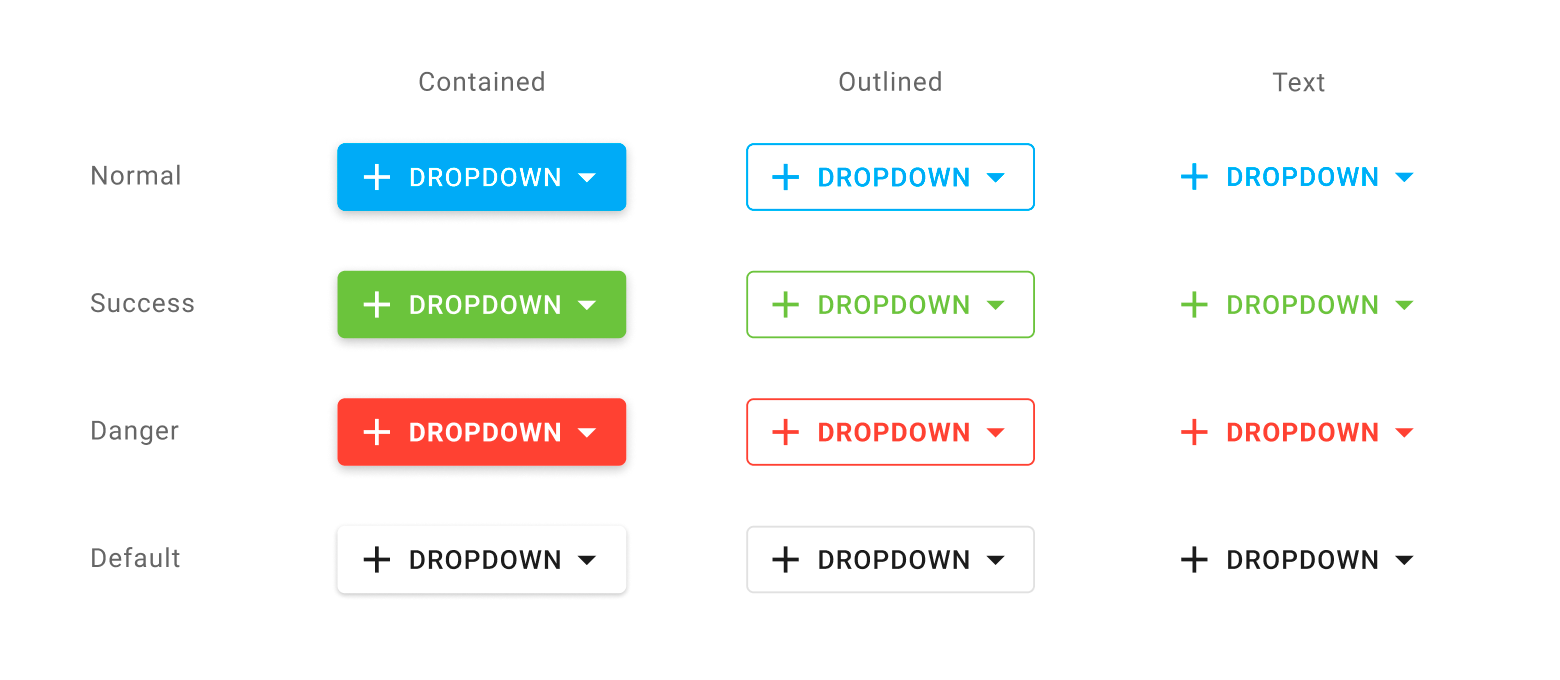 Contained Outlined Text
Normal DROPDOWN DROPDOWN DROPDOWN
Success DROPDOWN DROPDOWN DROPDOWN
Danger DROPDOWN DROPDOWN DROPDOWN
Default DROPDOWN DROPDOWN DROPDOWN